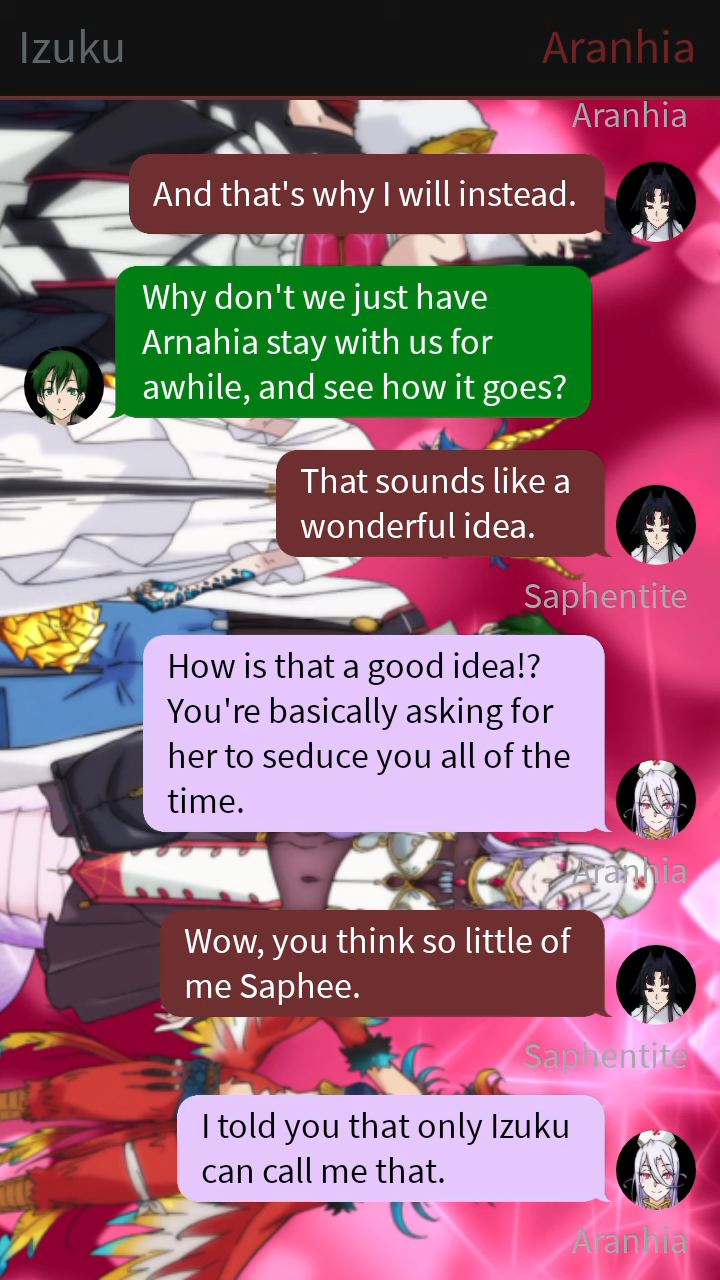 Izuku
Aranhia
Aranhia
And that's why I will instead.
Why don't we just have
Arnahia stay with us for
awhile, and see how it goes?
That sounds like a
wonderful idea.
Saphentite
How is that a good idea!?
You're basically asking for
her to seduce you all of the
time.
Aranhia
Wow, you think so little of
me Saphee.
Saphentite
I told you that only Izuku
can call me that.
Aranhia